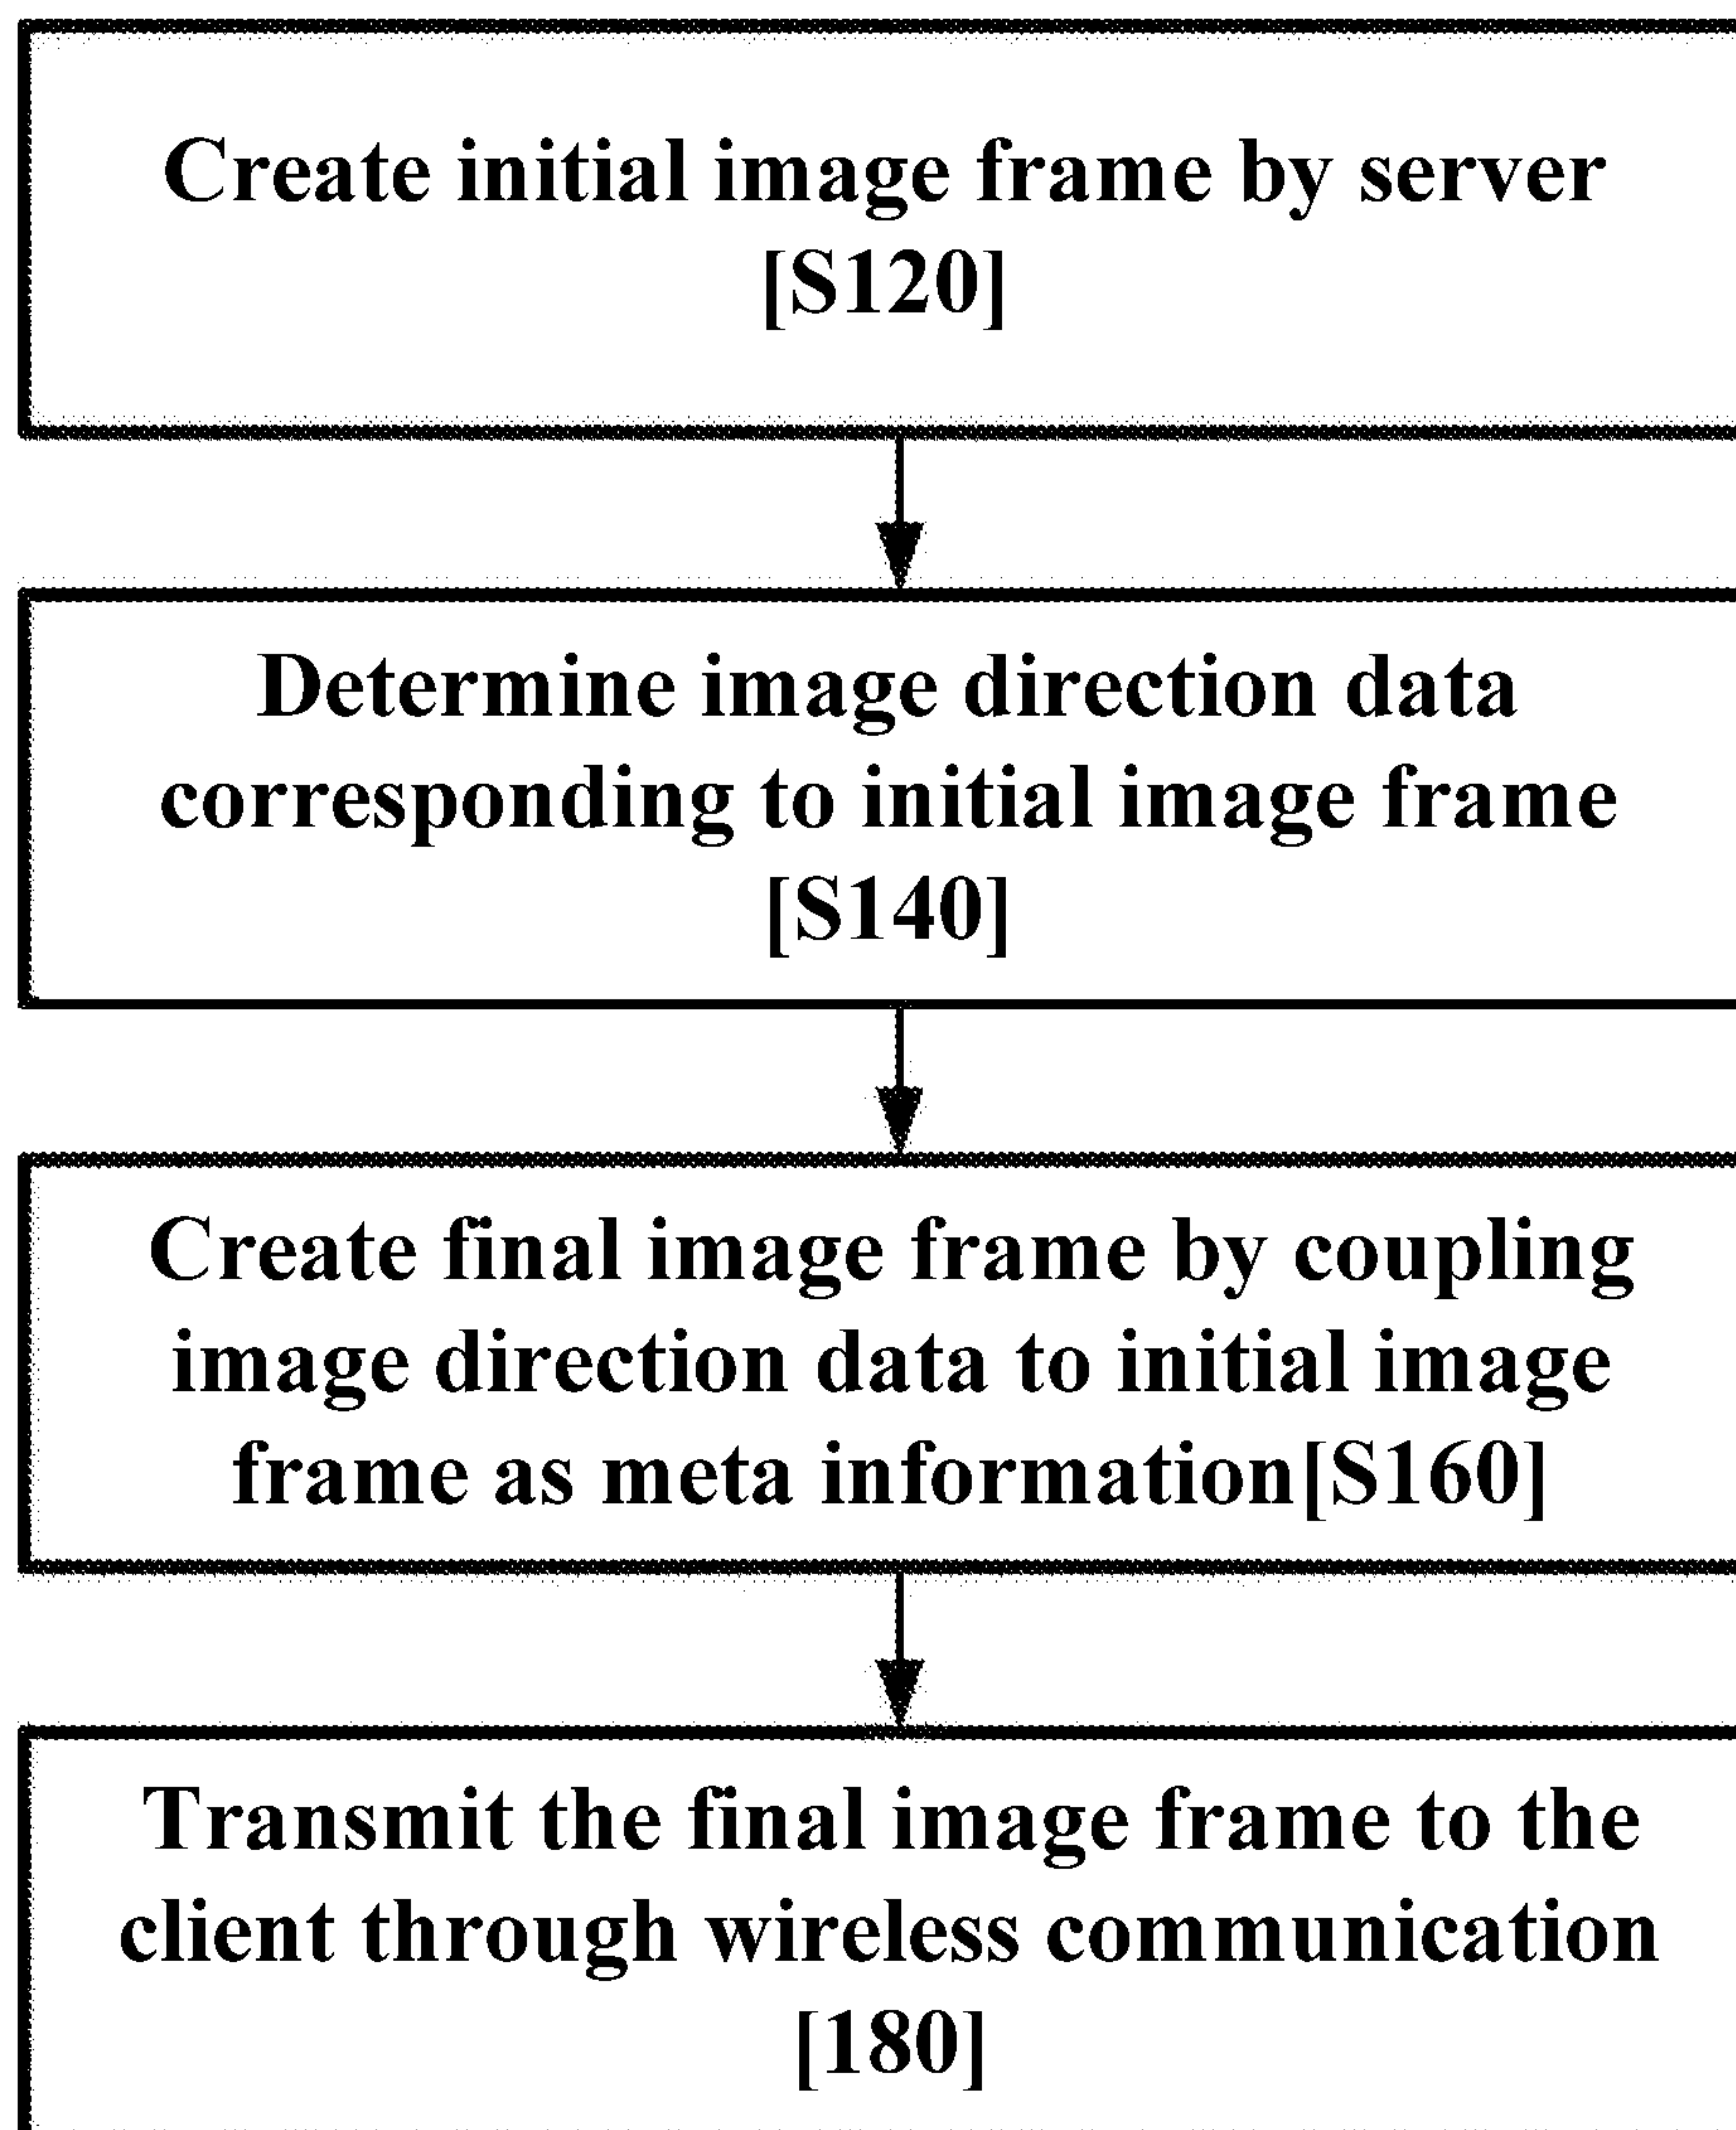 Create initial image frame by server
[S120]
Determine image direction data
corresponding to initial image frame
[S140]
Create final image frame by coupling
image direction data to initial image
frame as meta information[S160]
Transmit the final image frame to the
client through wireless communication
[180]